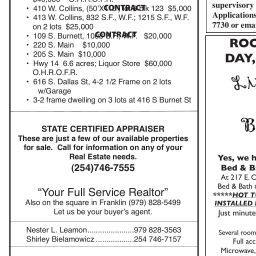 410 W. Collins, 123 $5,000
CONTRACT
413 W. Collins, 832 S.F., W.F.; 1215 S.F., W.F.
on 2 lots $25,000
CONTRACT
109 S. Burnett, $20,000
220 S. Main $10,000
205 S. Main $10,000
Hwy 14 6.6 acres; Liquor Store $60,000
O.H.R.O.F.R.
616 S. Dallas St, 4-2 1/2 Frame on 2 lots
w/Garage
3-2 frame dwelling on 3 lots at 416 S Burnet St
STATE CERTIFIED APPRAISER
These are just a few of our available properties
for sale. Call for information on any of your
Real Estate needs.
(254)746-7555
"Your Full Service Realtor"
Also on the square in Franklin (979) 828-5499
Let us be your buyer's agent.
Nester L. Leamon....................979 828-3563
Shirley Bielamowicz ..................254 746-7157
supervisory
Applications
7730 or ema
ROO
DAY,
B
Yes, we h
Bed & Ba
At 217 E. C
Bed & Bath
*****HOT T
INSTALLED I
Just minute
Several room
Full acc
Microwave,